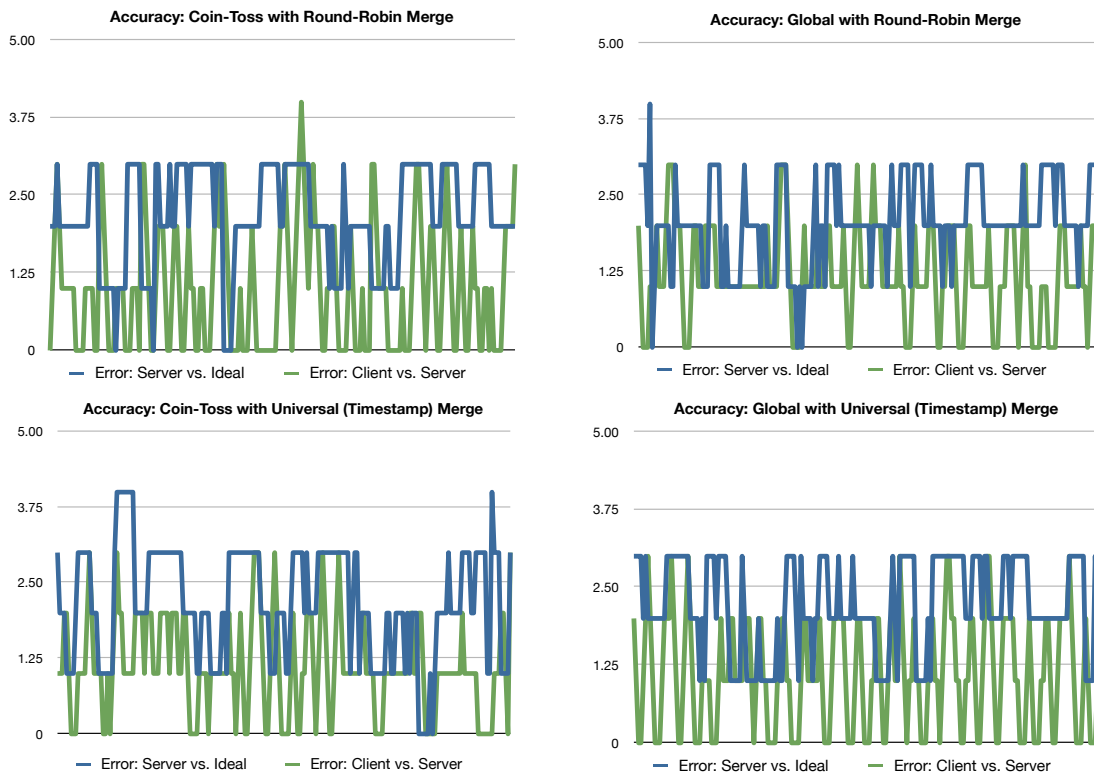 Accuracy: Coin-Toss with Round-Robin Merge
5.00
3.75
2.50
1.25
0
Error: Server vs. Ideal Error: Client vs. Server
Accuracy: Global with Round-Robin Merge
5.00
3.75
2.50
1.25
0
Error: Server vs. Ideal Error: Client vs. Server
Accuracy: Coin-Toss with Universal (Timestamp) Merge
5.00
3.75
2.50
1.25
0
Error: Server vs. Ideal Error: Client vs. Server
Accuracy: Global with Universal (Timestamp) Merge
5.00
3.75
2.50
1.25
0
Error: Server vs. Ideal Error: Client vs. Server